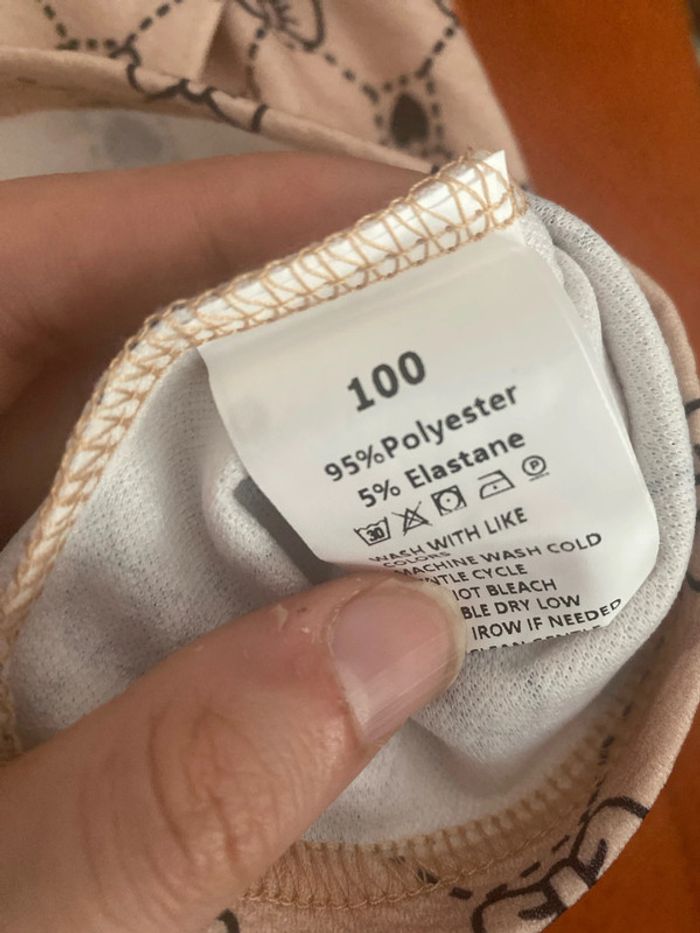 100
95%Polyester
5% Elastane
30 P
WASH WITH LIKE
COLORS
MACHINE WASH COLD
NTLE CYCLE
OT BLEACH
BLE DRY LOW
IROW IF NEEDED